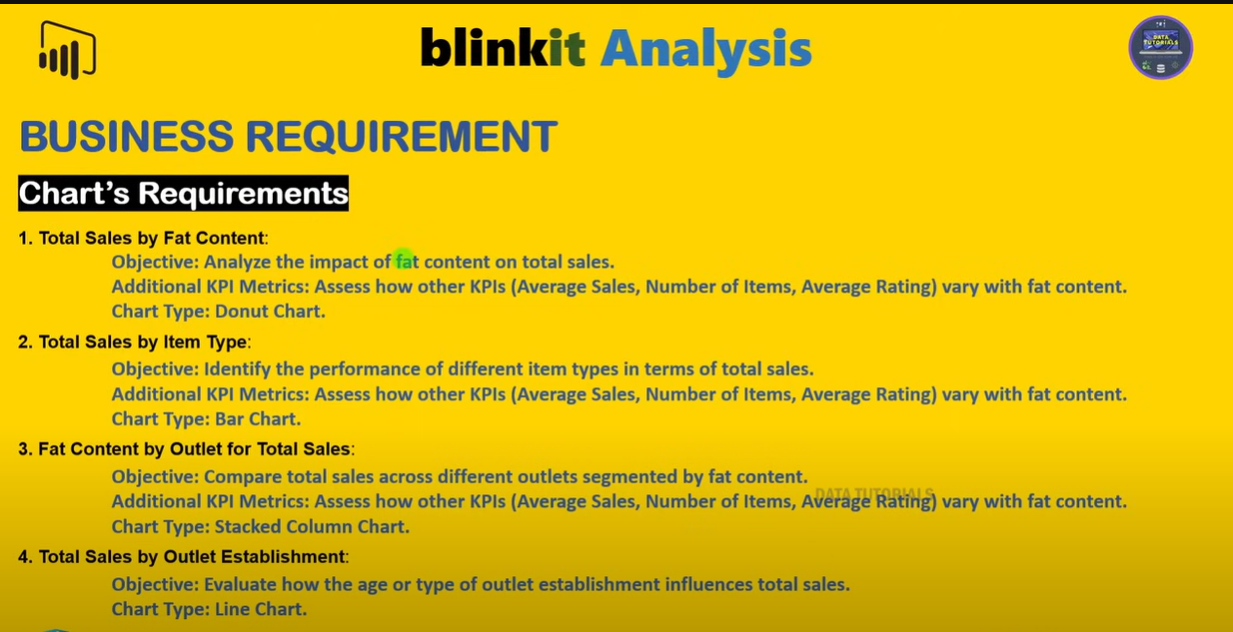 blinkit Analysis
DATA
TUTORIALS
BUSINESS REQUIREMENT
Chart’s Requirements
1. Total Sales by Fat Content:
Objective: Analyze the impact of fat content on total sales.
Additional KPI Metrics: Assess how other KPIs (Average Sales, Number of Items, Average Rating) vary with fat content.
Chart Type: Donut Chart.
2. Total Sales by Item Type:
Objective: Identify the performance of different item types in terms of total sales.
Additional KPI Metrics: Assess how other KPIs (Average Sales, Number of Items, Average Rating) vary with fat content.
Chart Type: Bar Chart.
3. Fat Content by Outlet for Total Sales:
Objective: Compare total sales across different outlets segmented by fat content.
DATA TUTORIALS
Additional KPI Metrics: Assess how other KPIs (Average Sales, Number of Items, Average Rating) vary with fat content.
Chart Type: Stacked Column Chart.
4. Total Sales by Outlet Establishment:
Objective: Evaluate how the age or type of outlet establishment influences total sales.
Chart Type: Line Chart.